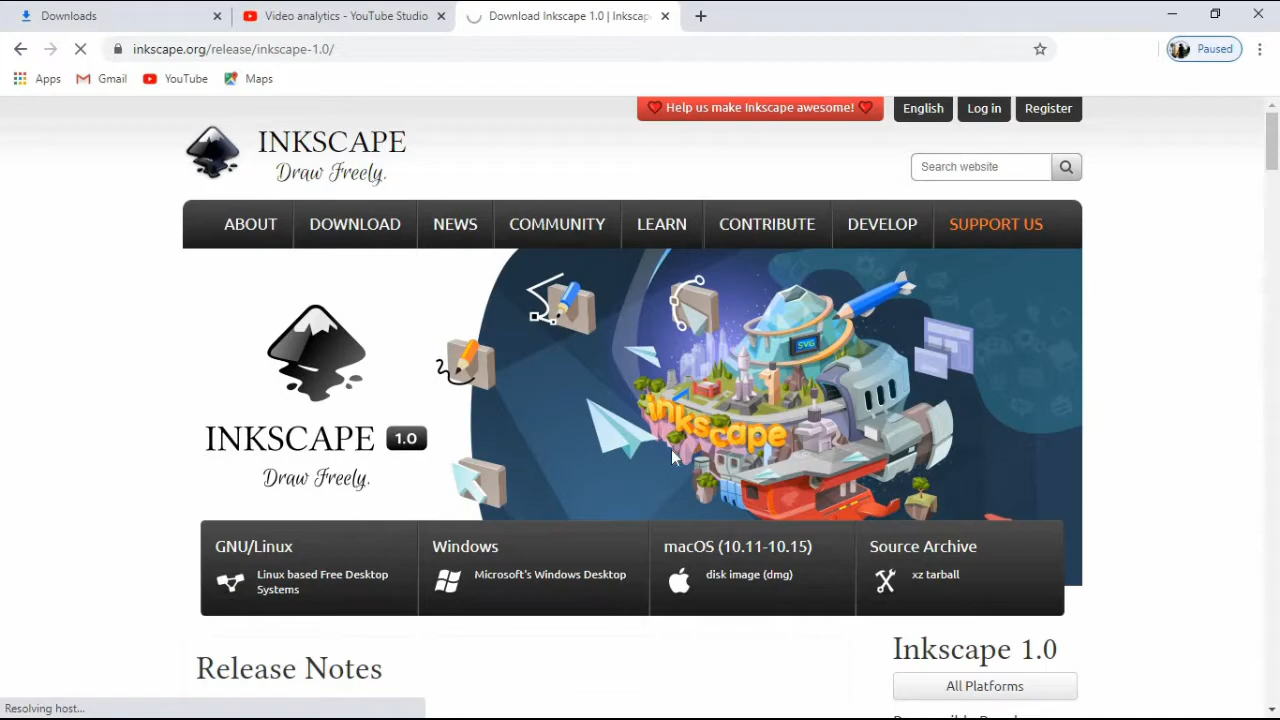 Downloads
Video analytics - YouTube Studio
Download Inkscape 1.0 | Inkscap
inkscape.org/release/inkscape-1.0/
Paused
Apps
Gmail
YouTube
Maps
Help us make Inkscape awesome!
English
Log in
Register
INKSCAPE
Draw Freely.
Search website
ABOUT
DOWNLOAD
NEWS
COMMUNITY
LEARN
CONTRIBUTE
DEVELOP
SUPPORT US
SVG
inkscape
INKSCAPE 1.0
Draw Freely.
GNU/Linux
Linux based Free Desktop
Systems
Windows
Microsoft's Windows Desktop
macOS (10.11-10.15)
disk image (dmg)
Source Archive
xz tarball
Release Notes
Inkscape 1.0
All Platforms
Resolving host...